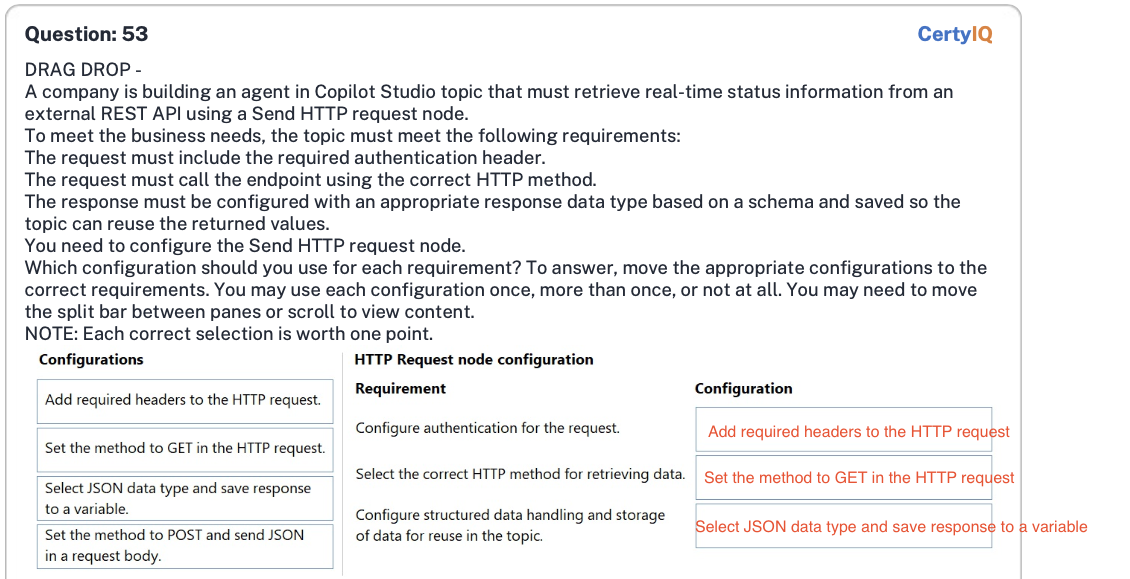 Question: 53
CertyIQ
DRAG DROP -
A company is building an agent in Copilot Studio topic that must retrieve real-time status information from an
external REST API using a Send HTTP request node.
To meet the business needs, the topic must meet the following requirements:
The request must include the required authentication header.
The request must call the endpoint using the correct HTTP method.
The response must be configured with an appropriate response data type based on a schema and saved so the
topic can reuse the returned values.
You need to configure the Send HTTP request node.
Which configuration should you use for each requirement? To answer, move the appropriate configurations to the
correct requirements. You may use each configuration once, more than once, or not at all. You may need to move
the split bar between panes or scroll to view content.
NOTE: Each correct selection is worth one point.
Configurations
Add required headers to the HTTP request.
Set the method to GET in the HTTP request.
Select JSON data type and save response
to a variable.
Set the method to POST and send JSON
in a request body.
HTTP Request node configuration
Requirement
Configuration
Configure authentication for the request.
Add required headers to the HTTP request
Select the correct HTTP method for retrieving data.
Set the method to GET in the HTTP request
Configure structured data handling and storage
of data for reuse in the topic.
Select JSON data type and save response to a variable